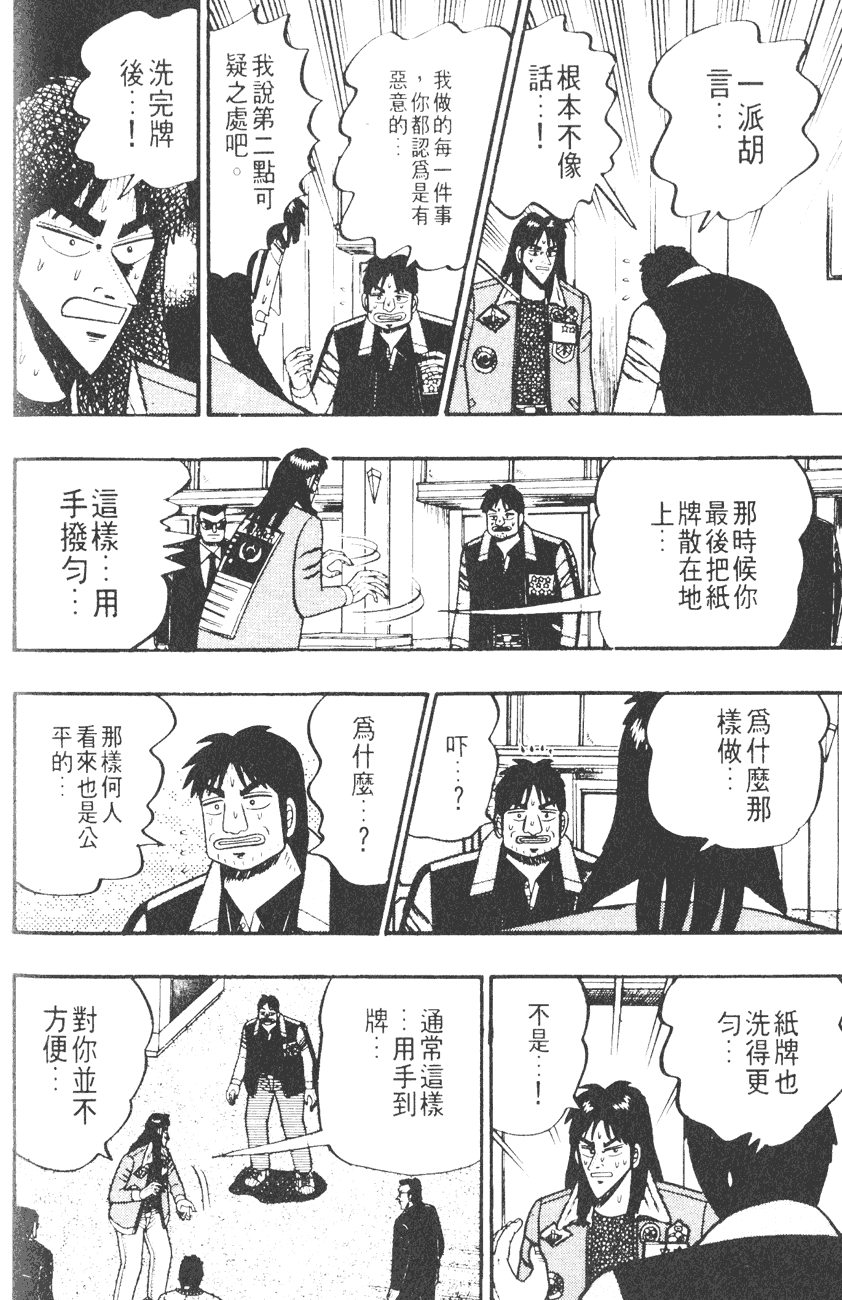 一派胡
言…
根本不像
話…！
我做的每一件事
，你都認爲是有
惡意的…
我說第二點可
疑之處吧。
洗完牌
後…！
那時候你
最後把紙
牌散在地
上…
這樣…用
手撥勻…
爲什麼那
樣做…
吓…？
爲什麼…？
那樣何人
看來也是公
平的…
紙牌也
洗得更
勻…
不是…！
通常這樣
…用手到
牌…
對你並不
方便…